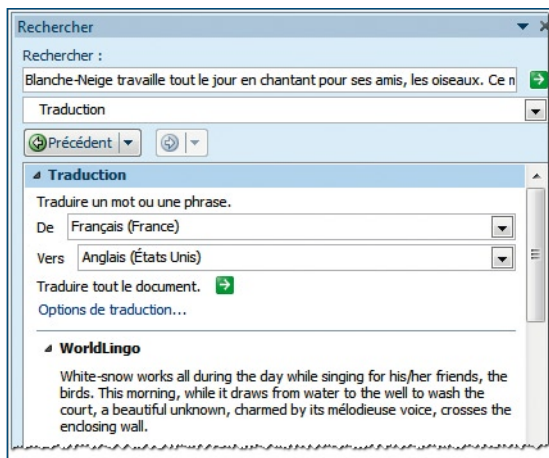 Rechercher
Rechercher :
Blanche-Neige travaille tout le jour en chantant pour ses amis, les oiseaux. Ce
Traduction
Précédent
Traduction
Traduire un mot ou une phrase.
De Français (France)
Vers Anglais (États Unis)
Traduire tout le document.
Options de traduction...
WorldLingo
White-snow works all during the day while singing for his/her friends, the
birds. This morning, while it draws from water to the well to wash the
court, a beautiful unknown, charmed by its mélodieuse voice, crosses the
enclosing wall.